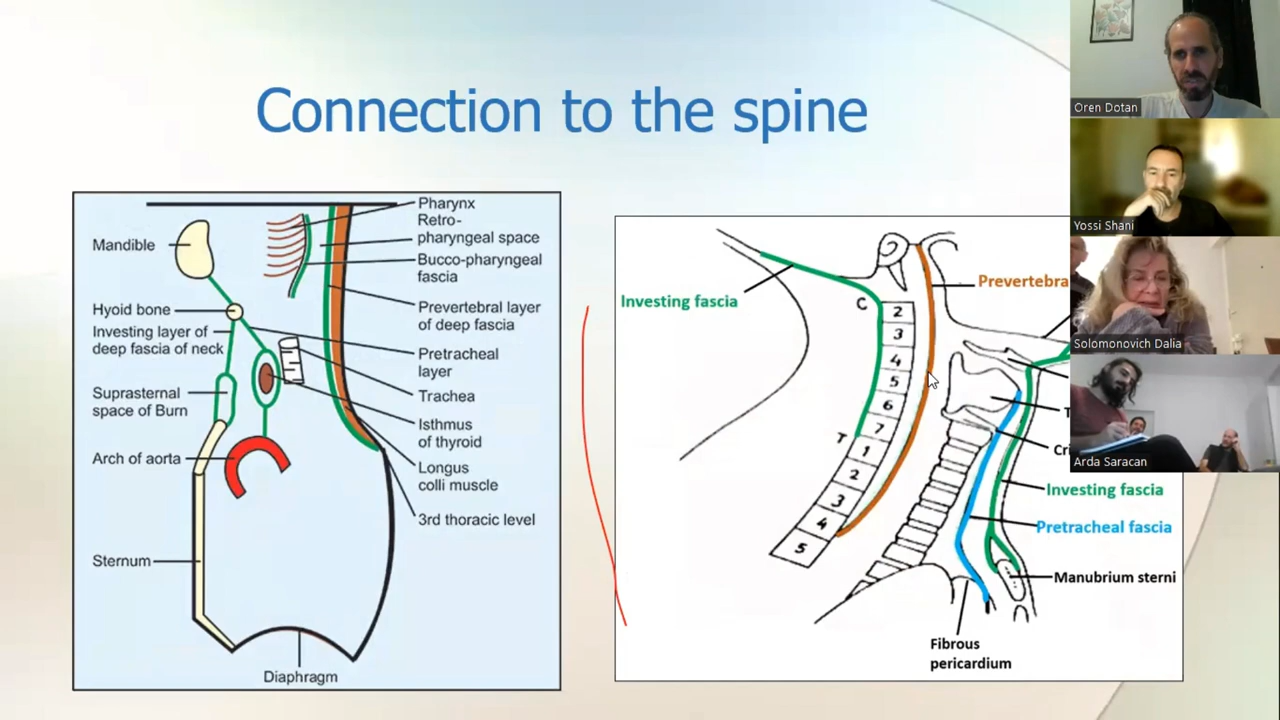 Connection to the spine
Mandible
Hyoid bone
Investing layer of
deep fascia of neck
Suprasternal
space of Burn
Arch of aorta
Sternum
Diaphragm
Pharynx
Retro-
pharyngeal space
Bucco-pharyngeal
fascia
Prevertebral layer
of deep fascia
Pretracheal
layer
Trachea
Isthmus
of thyroid
Longus
colli muscle
3rd thoracic level
Investing fascia
C
2
3
4
5
6
7
T
1
2
3
4
5
Prevertebra
T
Cri
Investing fascia
Pretracheal fascia
Manubrium sterni
Fibrous
pericardium
Oren Dotan
Yossi Shani
Solomonovich Dalia
Arda Saracan